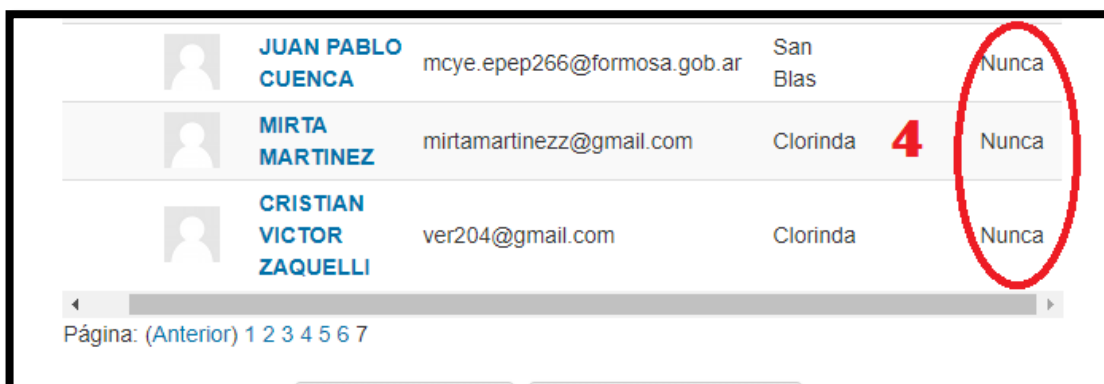 JUAN PABLO
CUENCA
mcye.epep266@formosa.gob.ar
San
Blas
Nunca
MIRTA
MARTINEZ
mirtamartinezz@gmail.com
Clorinda
4
Nunca
CRISTIAN
VICTOR
ZAQUELLI
ver204@gmail.com
Clorinda
Nunca
Página: (Anterior) 1 2 3 4 5 6 7